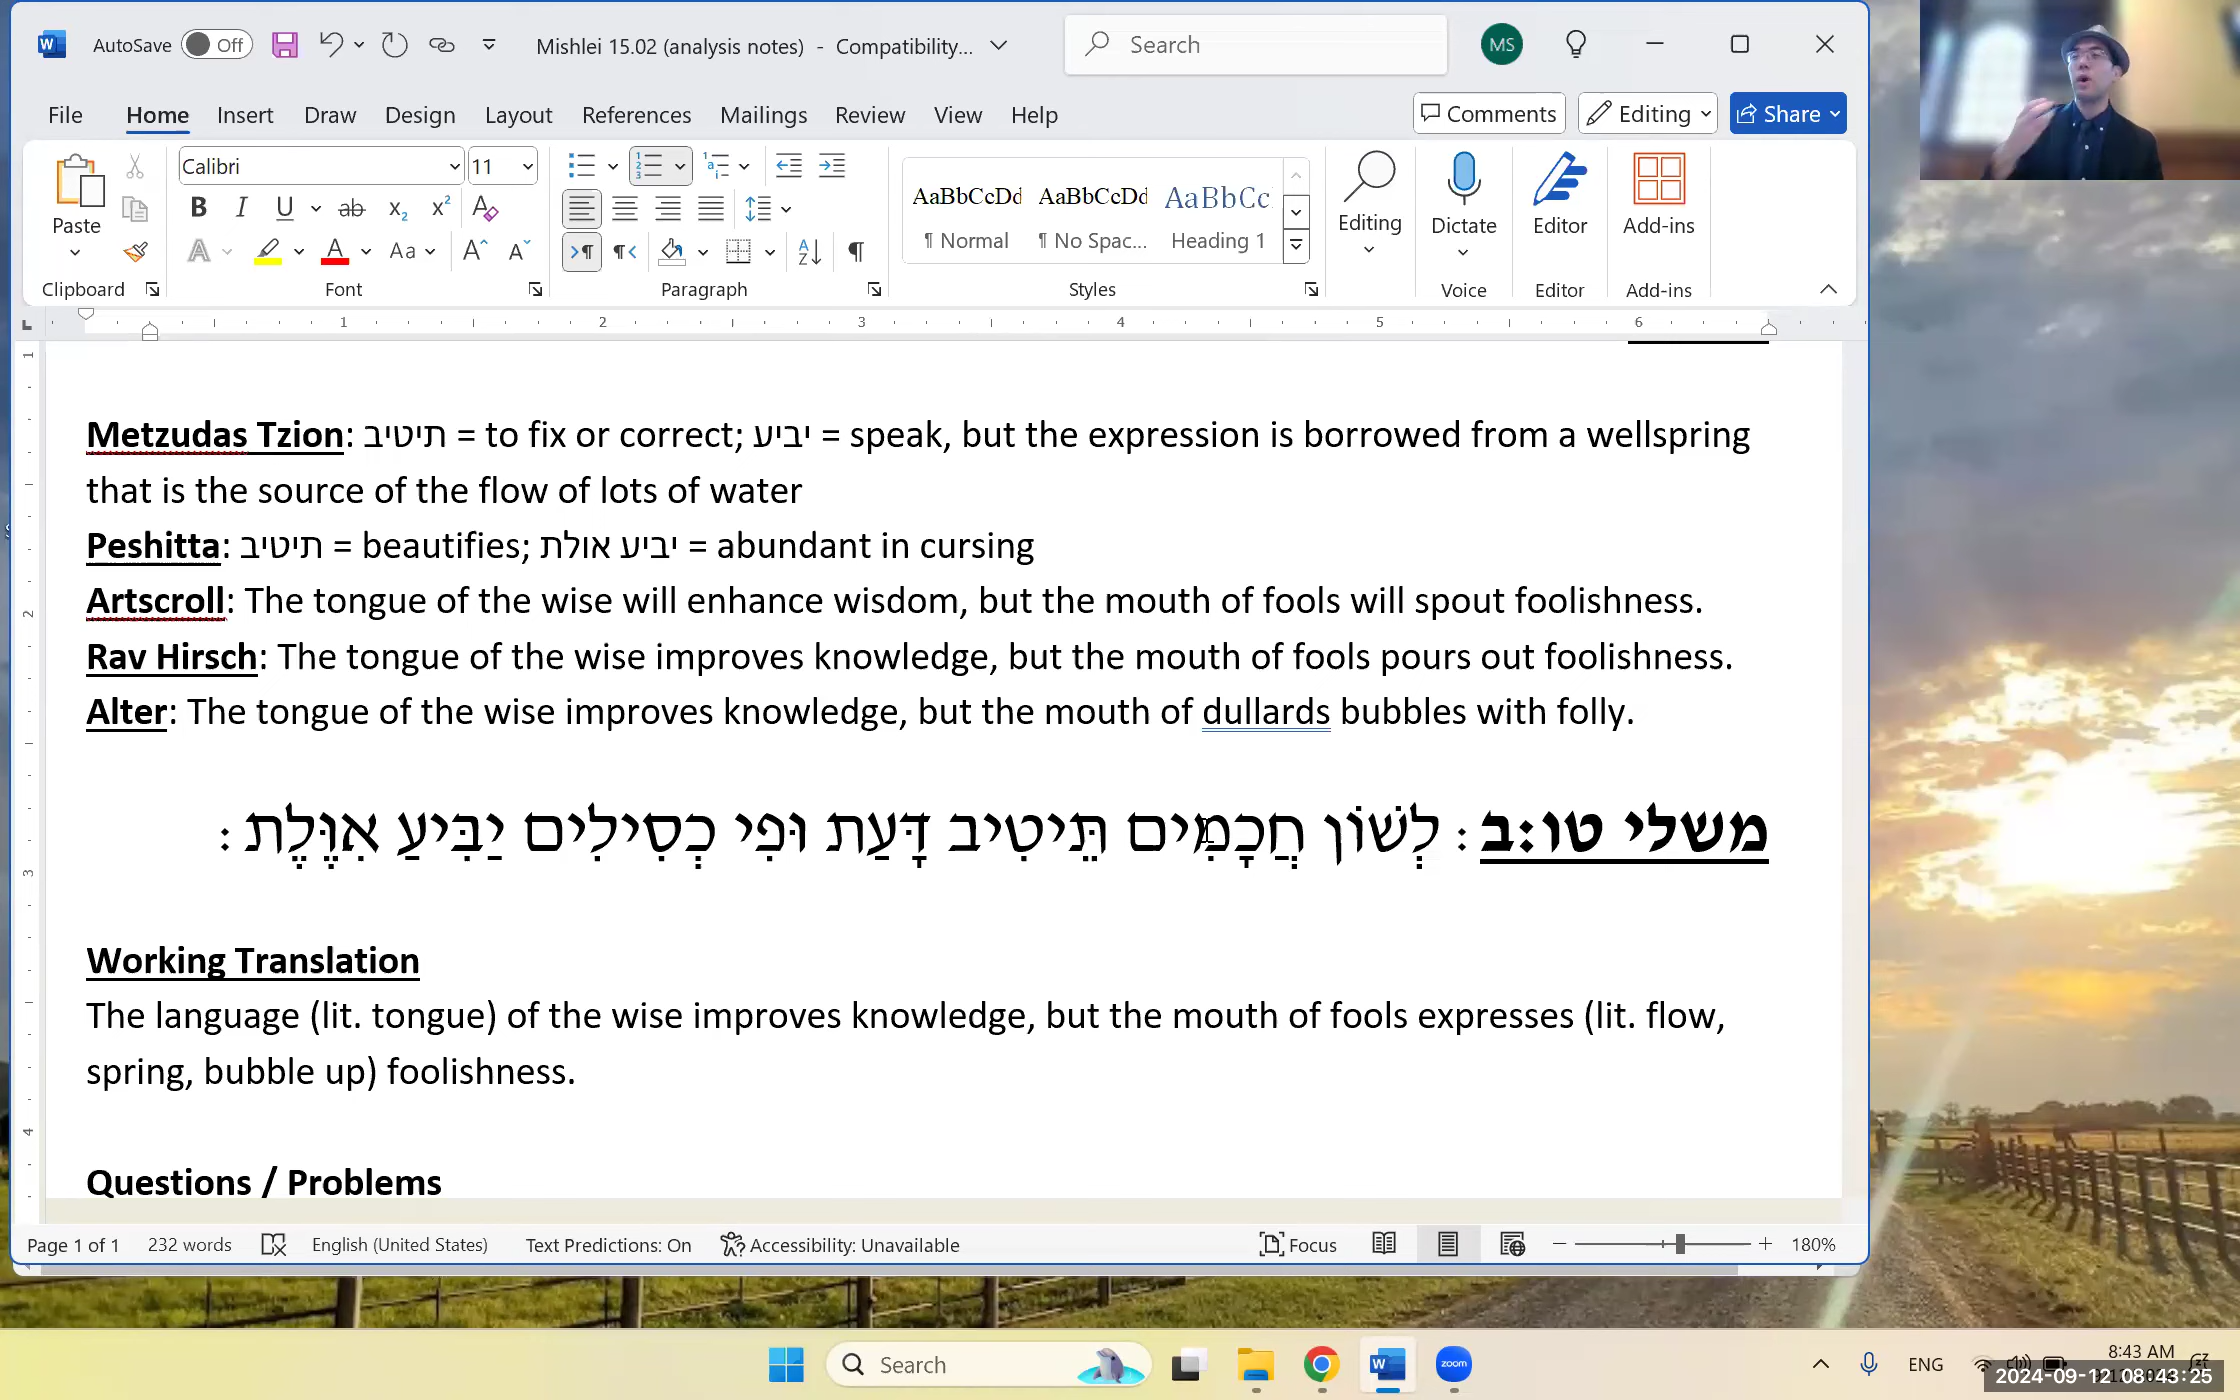 AutoSave Off Mishlei 15.02 (analysis notes) - Compatibility... Search MS
File Home Insert Draw Design Layout References Mailings Review View Help Comments Editing Share
Paste
Clipboard
Calibri 11
Font
Paragraph
AaBbCcDd AaBbCcDd AaBbCc
¶ Normal ¶ No Spac... Heading 1
Styles
Editing
Dictate
Voice
Editor
Editor
Add-ins
Add-ins
1 2 3 4 5 6
Metzudas Tzion: תיטיב = to fix or correct; יביע = speak, but the expression is borrowed from a wellspring
that is the source of the flow of lots of water
Peshitta: תיטיב = beautifies; יביע אולת = abundant in cursing
Artscroll: The tongue of the wise will enhance wisdom, but the mouth of fools will spout foolishness.
Rav Hirsch: The tongue of the wise improves knowledge, but the mouth of fools pours out foolishness.
Alter: The tongue of the wise improves knowledge, but the mouth of dullards bubbles with folly.
משלי טו:ב: לְשׁוֹן חֲכָמִים תֵּיטִיב דָּעַת וּפִי כְסִילִים יַבִּיעַ אִוֶּלֶת:
Working Translation
The language (lit. tongue) of the wise improves knowledge, but the mouth of fools expresses (lit. flow,
spring, bubble up) foolishness.
Questions / Problems
Page 1 of 1 232 words English (United States) Text Predictions: On Accessibility: Unavailable Focus 180%
Search zoom ENG 8:43 AM
2024-09-12 08:43:25